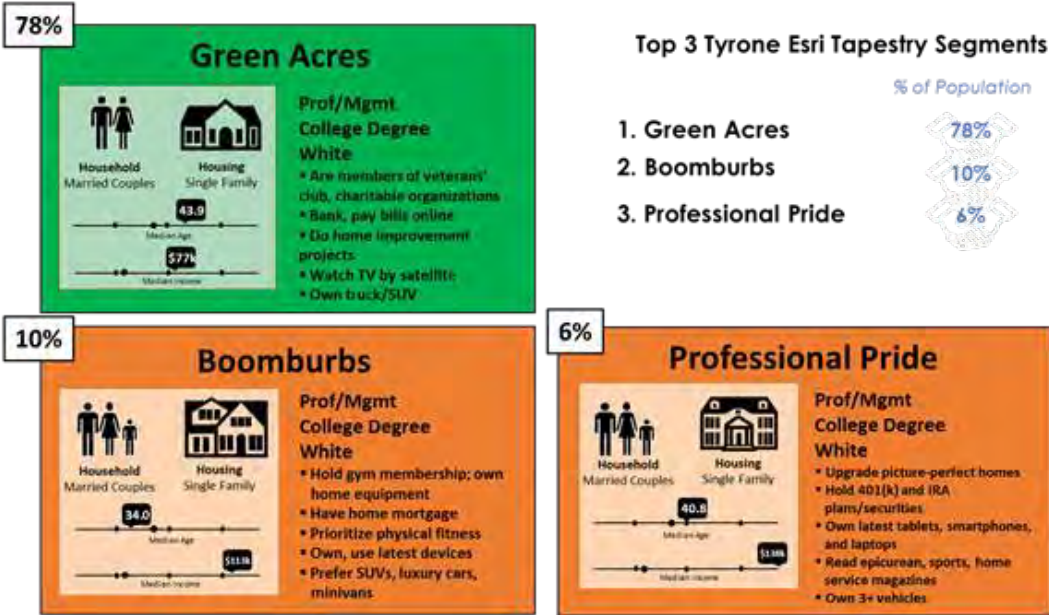 78%
Green Acres
Household
Married Couples
Housing
Single Family
43.9
Median Age
$77k
Median Income
Prof/Mgmt
College Degree
White
▪ Are members of veterans'
club, charitable organizations
▪ Bank, pay bills online
▪ Do home improvement
projects
▪ Watch TV by satellite
▪ Own truck/SUV
Top 3 Tyrone Esri Tapestry Segments
% of Population
1. Green Acres 78%
2. Boomburbs 10%
3. Professional Pride 6%
10%
Boomburbs
Household
Married Couples
Housing
Single Family
34.0
Median Age
Median Income
Prof/Mgmt
College Degree
White
▪ Hold gym membership; own
home equipment
▪ Have home mortgage
▪ Prioritize physical fitness
▪ Own, use latest devices
▪ Prefer SUVs, luxury cars,
minivans
6%
Professional Pride
Household
Married Couples
Housing
Single Family
40.8
Median Age
Median Income
Prof/Mgmt
College Degree
White
▪ Upgrade picture-perfect homes
▪ Hold 401(k) and IRA
plans/securities
▪ Own latest tablets, smartphones,
and laptops
▪ Read epicurean, sports, home
service magazines
▪ Own 3+ vehicles